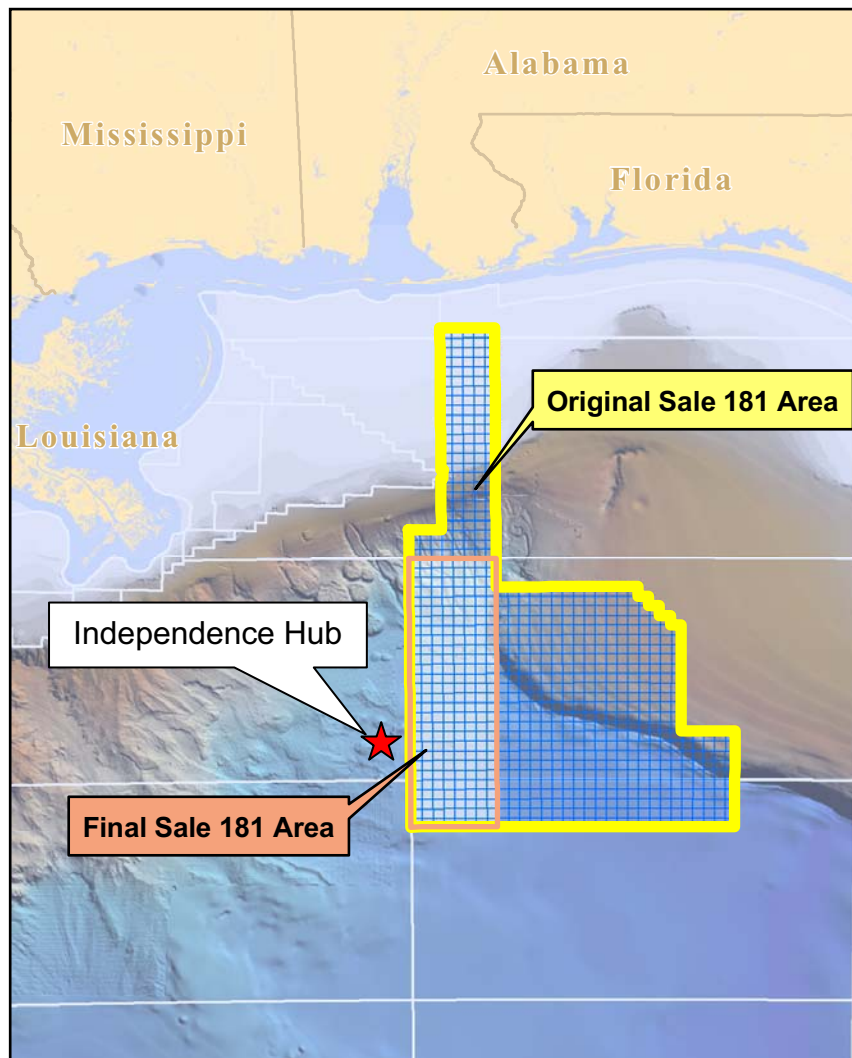 Alabama
Mississippi
Florida
Original Sale 181 Area
Louisiana
Independence Hub
Final Sale 181 Area